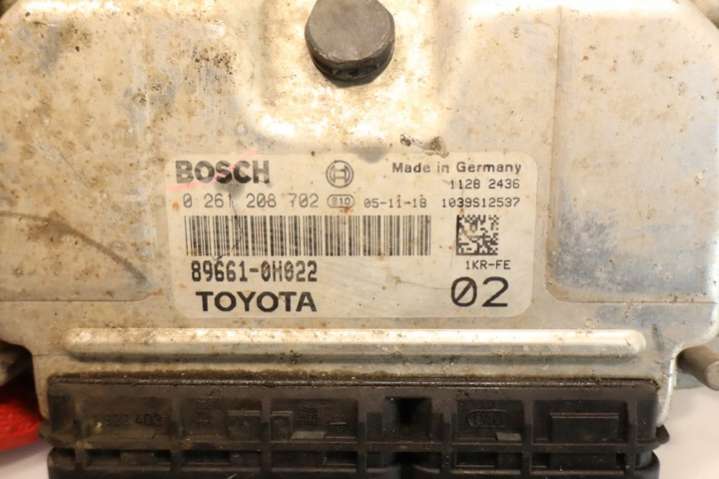 BOSCH Made in Germany
1128 2436
0 261 208 702 010 05-11-18 1039S12537
89661-0H022 1KR-FE
TOYOTA 02